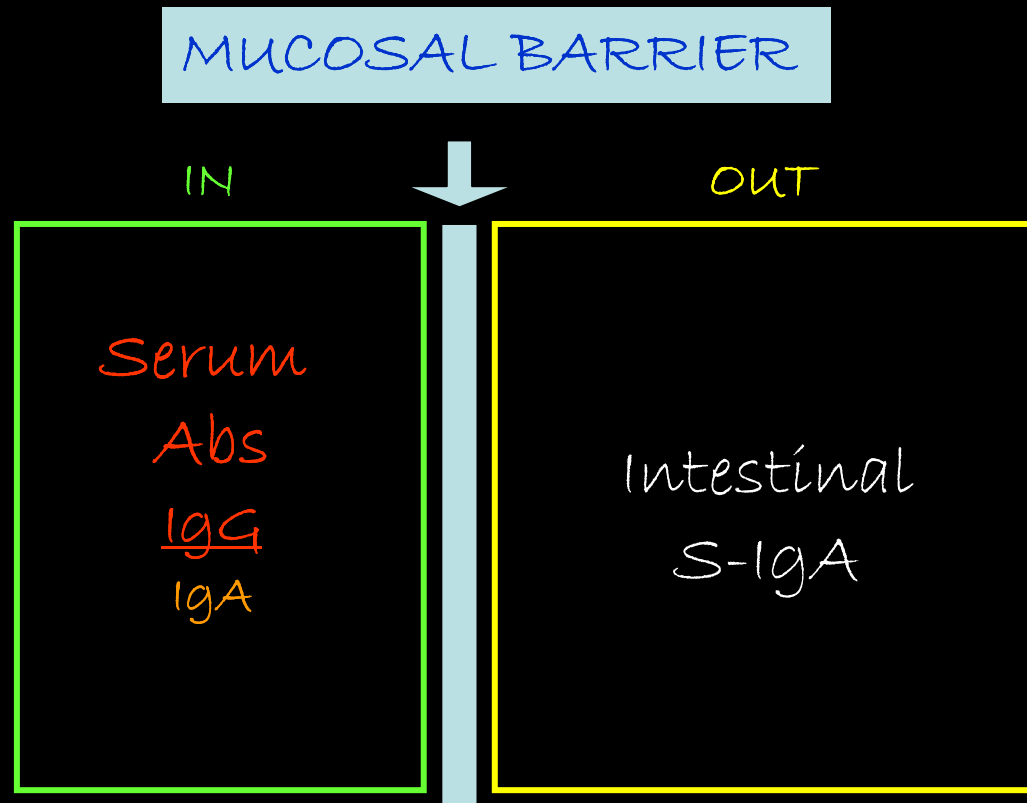 MUCOSAL BARRIER
IN
OUT
Serum
Abs
IgG
IgA
Intestinal
S-IgA